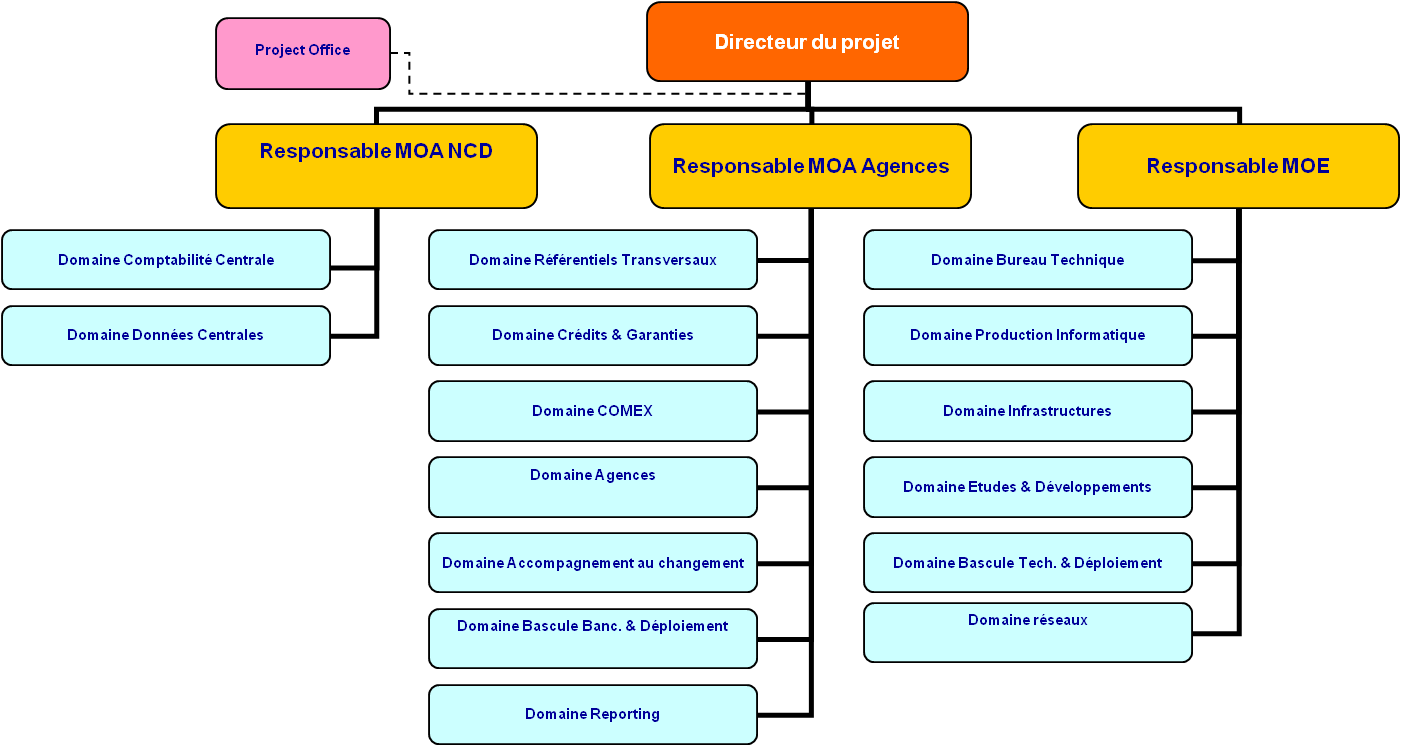 Project Office
Directeur du projet
Responsable MOA NCD
Responsable MOA Agences
Responsable MOE
Domaine Comptabilité Centrale
Domaine Données Centrales
Domaine Référentiels Transversaux
Domaine Crédits & Garanties
Domaine COMEX
Domaine Agences
Domaine Accompagnement au changement
Domaine Bascule Banc. & Déploiement
Domaine Reporting
Domaine Bureau Technique
Domaine Production Informatique
Domaine Infrastructures
Domaine Etudes & Développements
Domaine Bascule Tech. & Déploiement
Domaine réseaux